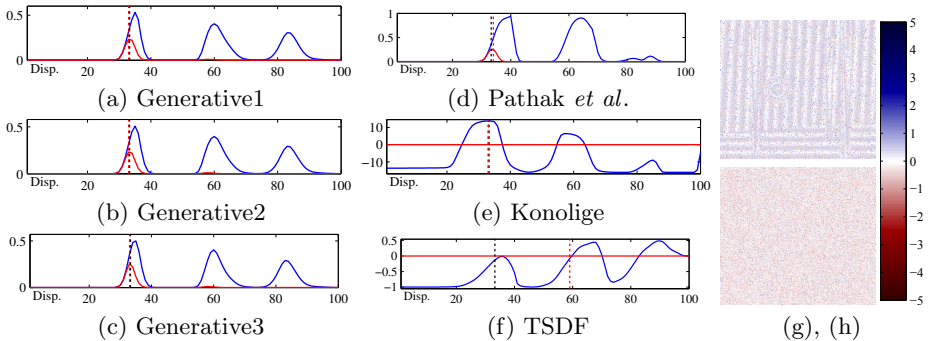 0.5
0
Disp. 20 40 60 80 100
(a) Generative1
0.5
0
Disp. 20 40 60 80 100
(b) Generative2
0.5
0
Disp. 20 40 60 80 100
(c) Generative3
1
0.5
0
Disp. 20 40 60 80 100
(d) Pathak et al.
10
0
−10
Disp. 20 40 60 80 100
(e) Konolige
0.5
0
−0.5
−1
Disp. 20 40 60 80 100
(f) TSDF
5
4
3
2
1
0
−1
−2
−3
−4
−5
(g), (h)